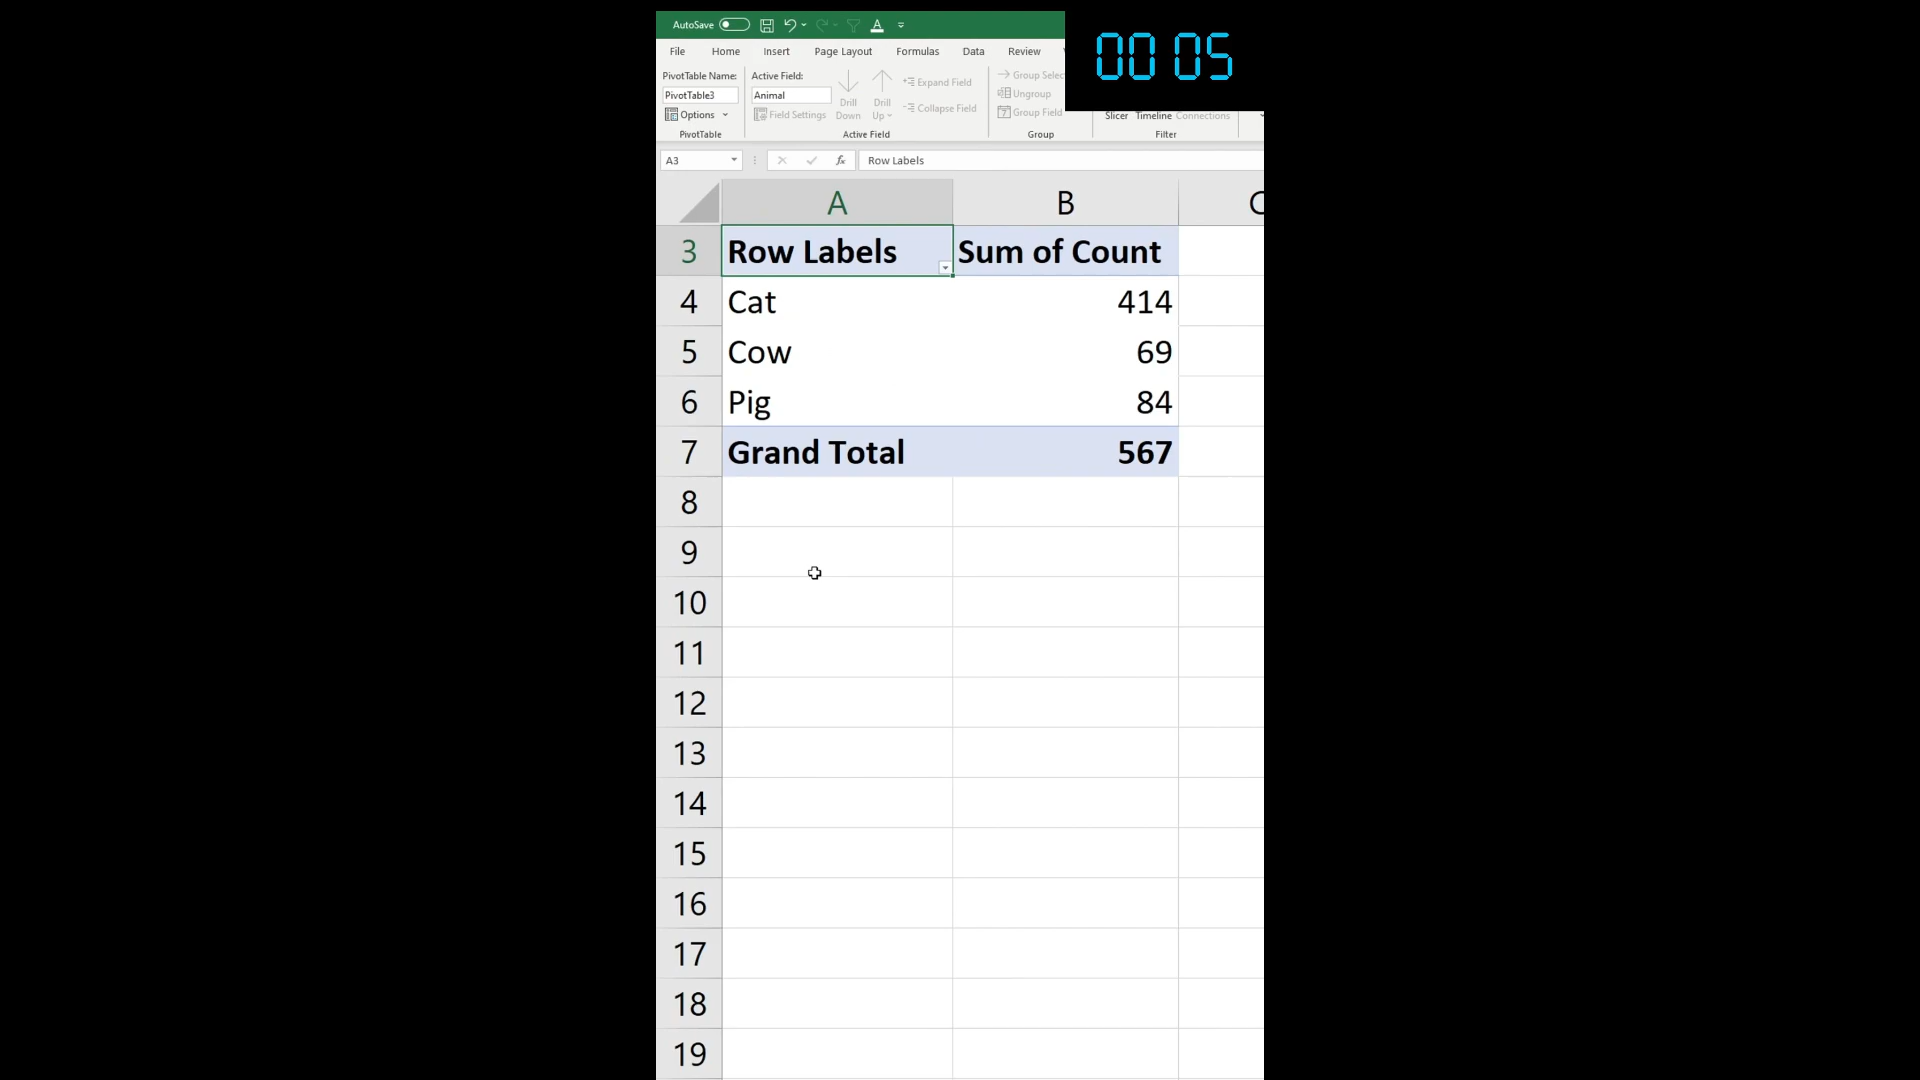 AutoSave
00 05
File Home Insert Page Layout Formulas Data Review
PivotTable Name: Active Field:
PivotTable3 Animal
Options Field Settings Drill Down Drill Up Expand Field Collapse Field
Group Selec
Ungroup
Group Field
Slicer Timeline Connections
PivotTable Active Field Group Filter
A3 fx Row Labels
A B C
3 Row Labels Sum of Count
4 Cat 414
5 Cow 69
6 Pig 84
7 Grand Total 567
8
9
10
11
12
13
14
15
16
17
18
19